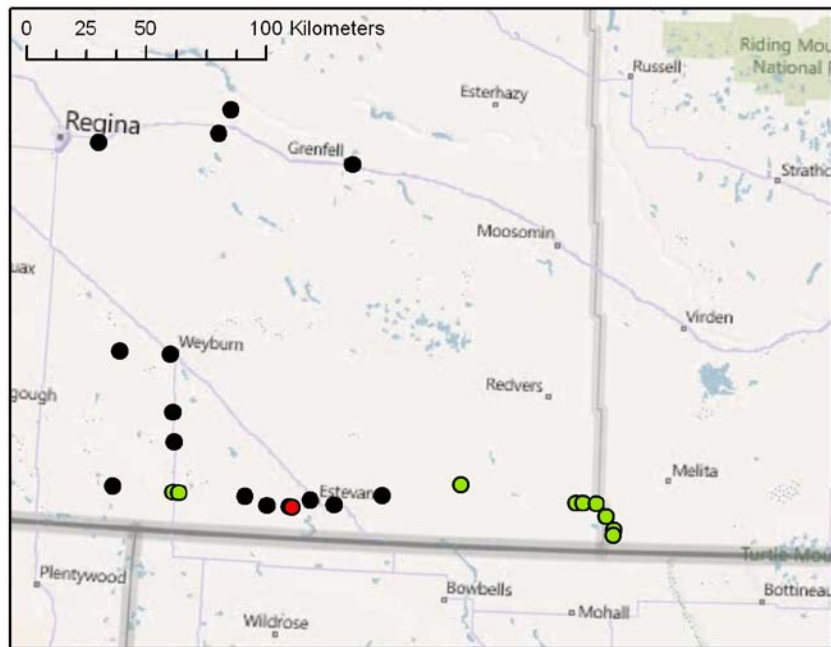 0 25 50 100 Kilometers
Riding Mou
National P
Russell
Esterhazy
Regina
Grenfell
Strathc
Moosomin
uax
Virden
Weyburn
gough
Redvers
Melita
Estevan
Turtle Mou
Plentywood
Bowbells
Bottineau
Mohall
Wildrose